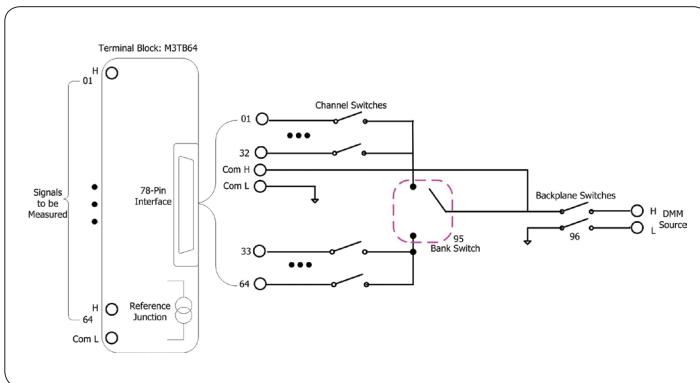 Terminal Block: M3TB64
H
01
Signals
to be
Measured
78-Pin
Interface
H
64
Com L
Reference
Junction
Channel Switches
01
32
Com H
Com L
33
64
95
Bank Switch
Backplane Switches
96
H
L
DMM
Source